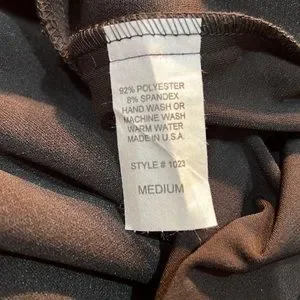 92% POLYESTER
8% SPANDEX
HAND WASH OR
MACHINE WASH
WARM WATER
MADE IN U.S.A.
STYLE # 1023
MEDIUM